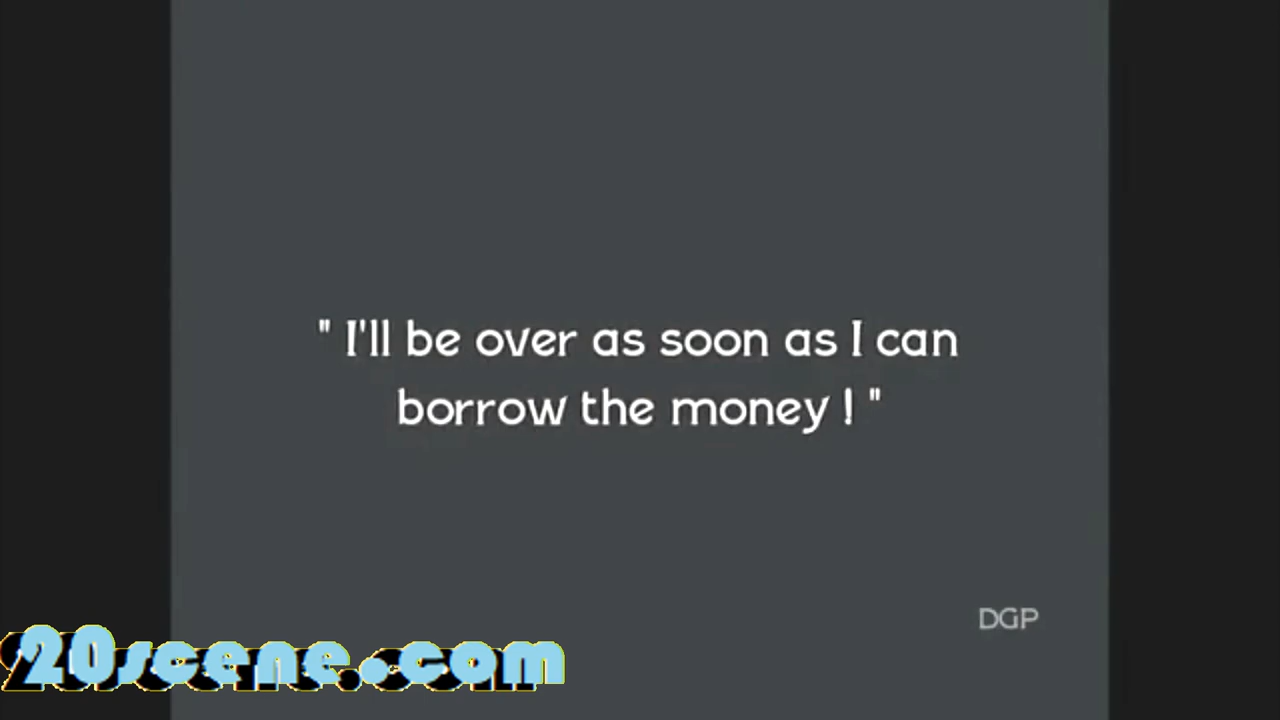 " I'll be over as soon as I can
borrow the money ! "
DGP
20scene.com